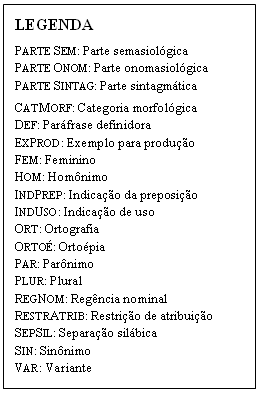 LEGENDA
PARTE SEM: Parte semasiológica
PARTE ONOM: Parte onomasiológica
PARTE SINTAG: Parte sintagmática
CATMORF: Categoria morfológica
DEF: Paráfrase definidora
EXPROD: Exemplo para produção
FEM: Feminino
HOM: Homônimo
INDPREP: Indicação da preposição
INDUSO: Indicação de uso
ORT: Ortografia
ORTOÉ: Ortoépia
PAR: Parônimo
PLUR: Plural
REGNOM: Regência nominal
RESTRATRIB: Restrição de atribuição
SEPSIL: Separação silábica
SIN: Sinônimo
VAR: Variante